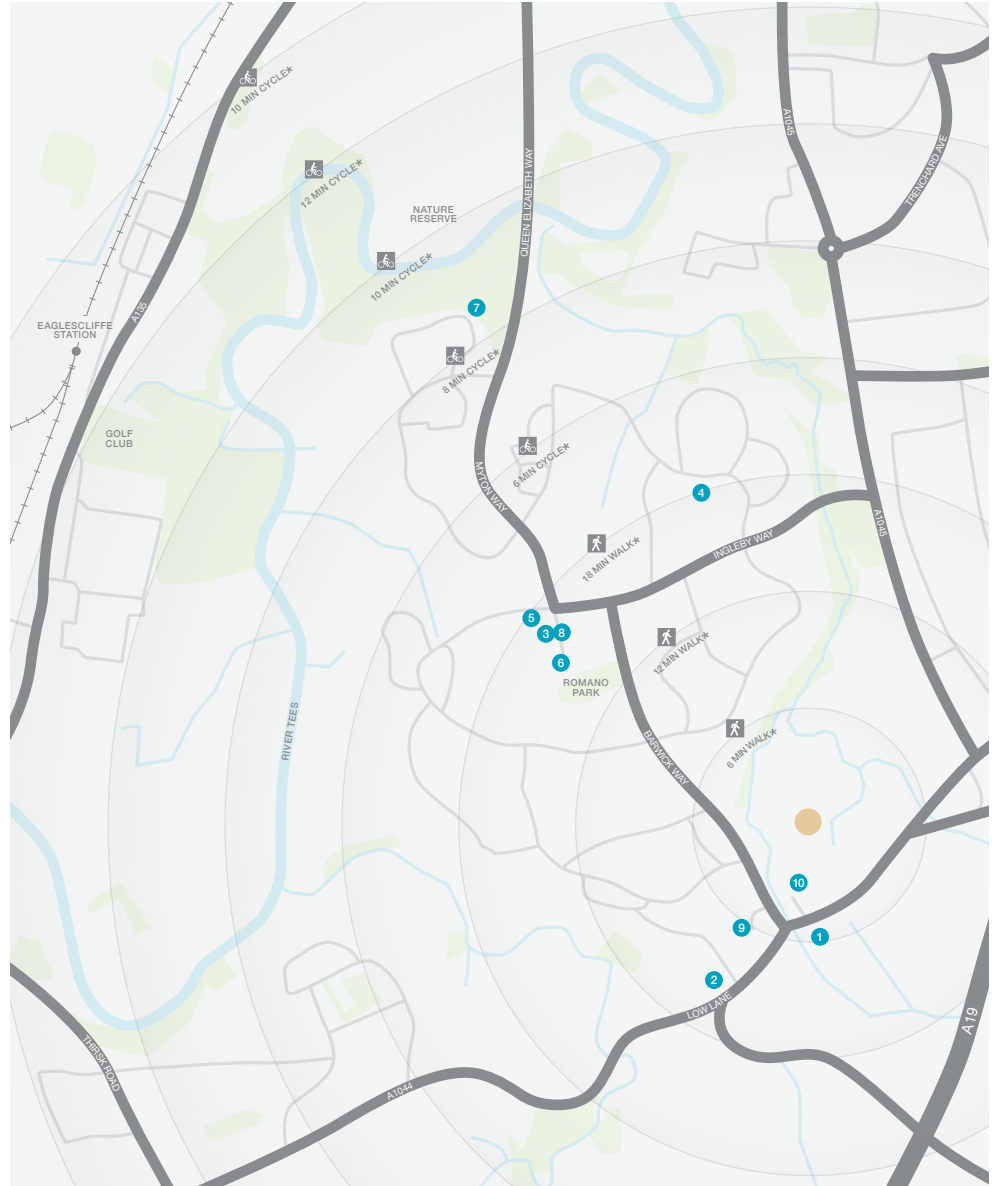 10 MIN CYCLE*
A1045
TRENCHARD AVE
12 MIN CYCLE*
QUEEN ELIZABETH WAY
NATURE
RESERVE
10 MIN CYCLE*
7
A135
EAGLESCLIFFE
STATION
8 MIN CYCLE*
GOLF
CLUB
6 MIN CYCLE*
MYTON WAY
4
A1045
INGLEBY WAY
18 MIN WALK*
5
3
8
6
12 MIN WALK*
ROMANO
PARK
RIVER TEES
6 MIN WALK*
BARWICK WAY
10
9
1
2
LOW LANE
A19
THIRSK ROAD
A1044